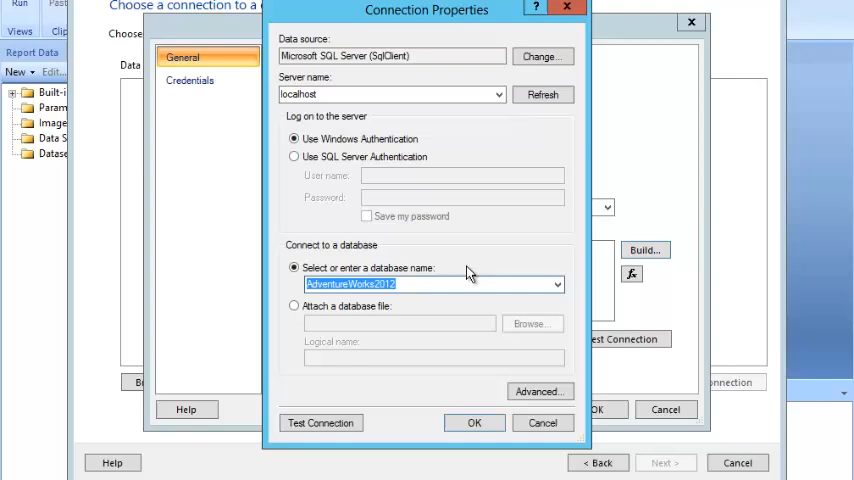 Run
Past
Choose a connection to a
Views
Clip
Choose
Report Data
New
Edit...
Data
Built-i
Param
Image
Data S
Datase
General
Credentials
Connection Properties
?
Data source:
Microsoft SQL Server (SqlClient)
Change...
Server name:
localhost
Refresh
Log on to the server
Use Windows Authentication
Use SQL Server Authentication
User name:
Password:
Save my password
Connect to a database
Select or enter a database name:
AdventureWorks2012
Attach a database file:
Browse...
Logical name:
Advanced...
Test Connection
OK
Cancel
Build...
fx
est Connection
B
nnection
Help
OK
Cancel
Help
< Back
Next >
Cancel